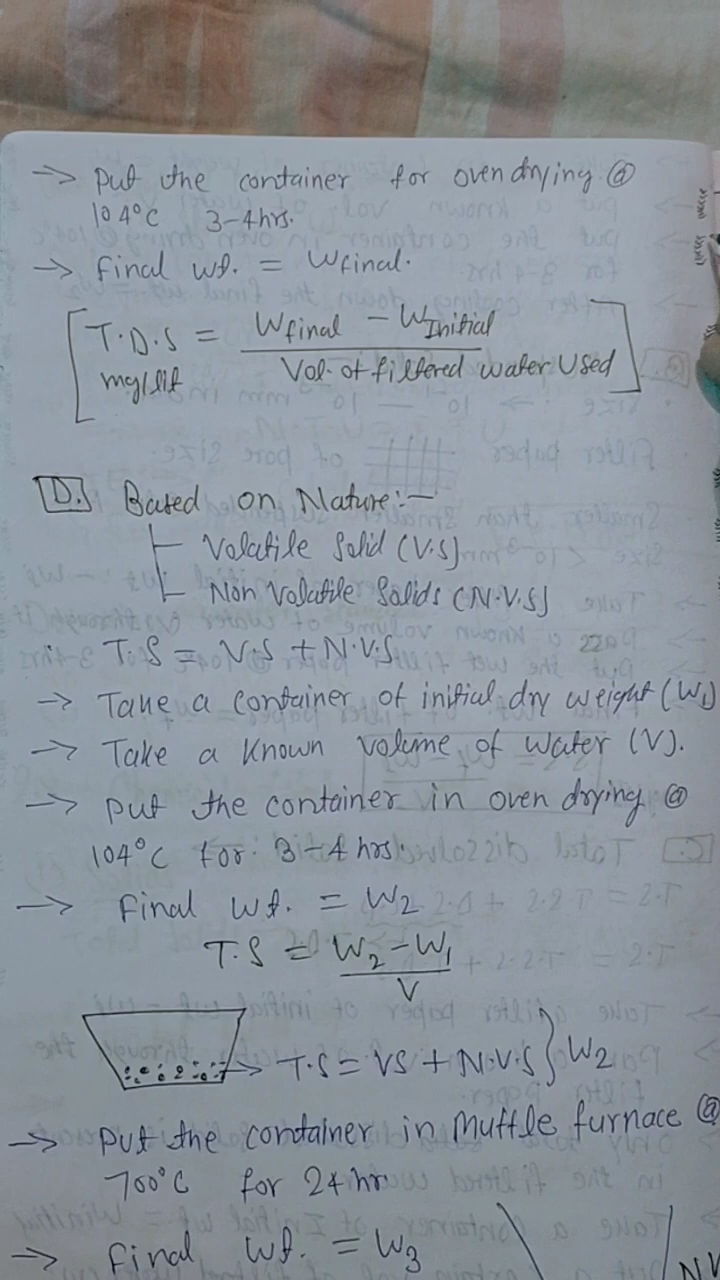 → Put the container for oven drying @
104°C 3-4hrs.
→ final wt. = Wfinal.
T.D.S = Wfinal - WInitial
mg/lit Vol. of filtered water Used
D. Based on Nature:-
Volatile Solid (V.S)
Non Volatile Solids (N.V.S)
T.S = V.S + N.V.S
→ Take a container of initial dry weight (W1)
→ Take a Known volume of water (V).
→ Put the container in oven drying @
104°C for 3-4 hrs.
→ Final wt. = W2
T.S = W2-W1
V
→ T.S = VS + N.V.S } W2
→ Put the container in Muffle furnace @
700°C for 24 hr
→ Final wt. = W3